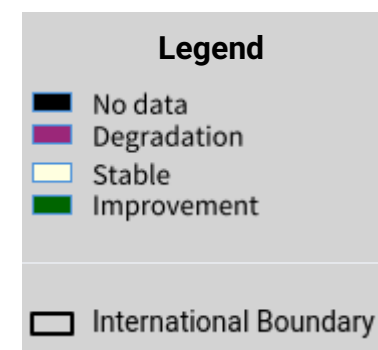 Legend
No data
Degradation
Stable
Improvement
International Boundary